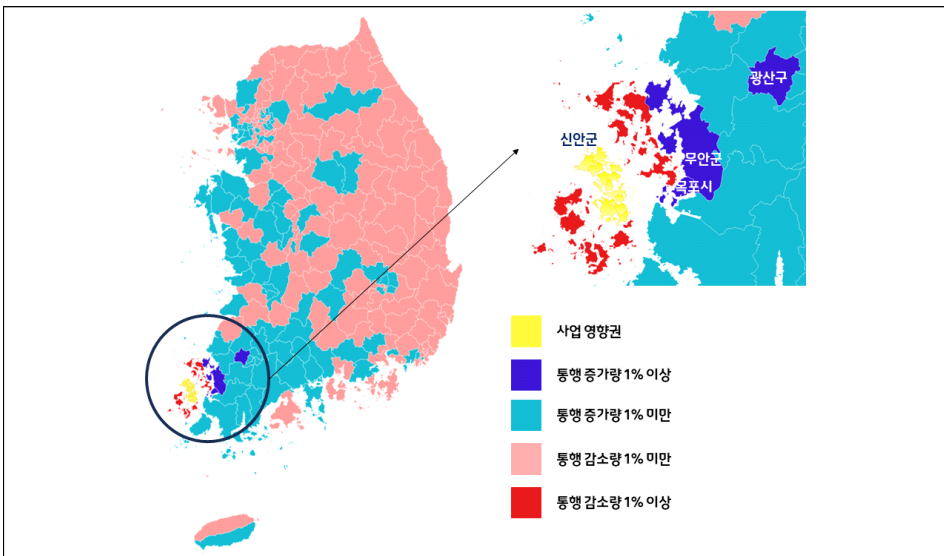 광산구
신안군
무안군
목포시
사업 영향권
통행 증가량 1% 이상
통행 증가량 1% 미만
통행 감소량 1% 미만
통행 감소량 1% 이상